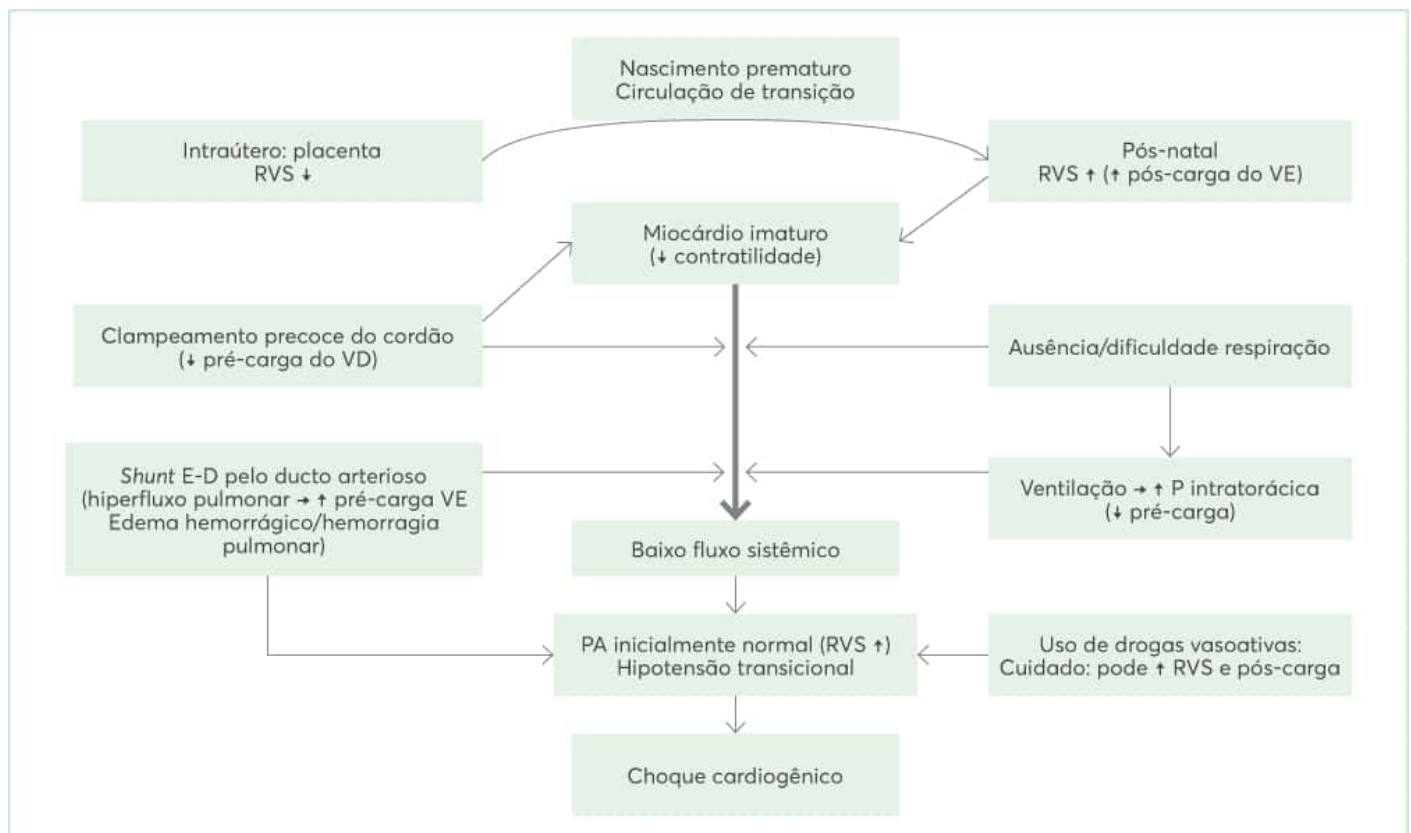 Nascimento prematuro
Circulação de transição
Intraútero: placenta
RVS ↓
Pós-natal
RVS ↑ (↑ pós-carga do VE)
Miocárdio imaturo
(↓ contratilidade)
Clampeamento precoce do cordão
(↓ pré-carga do VD)
Ausência/dificuldade respiração
Shunt E-D pelo ducto arterioso
(hiperfluxo pulmonar → ↑ pré-carga VE
Edema hemorrágico/hemorragia
pulmonar)
Ventilação → ↑ P intratorácica
(↓ pré-carga)
Baixo fluxo sistêmico
PA inicialmente normal (RVS ↑)
Hipotensão transicional
Uso de drogas vasoativas:
Cuidado: pode ↑ RVS e pós-carga
Choque cardiogênico